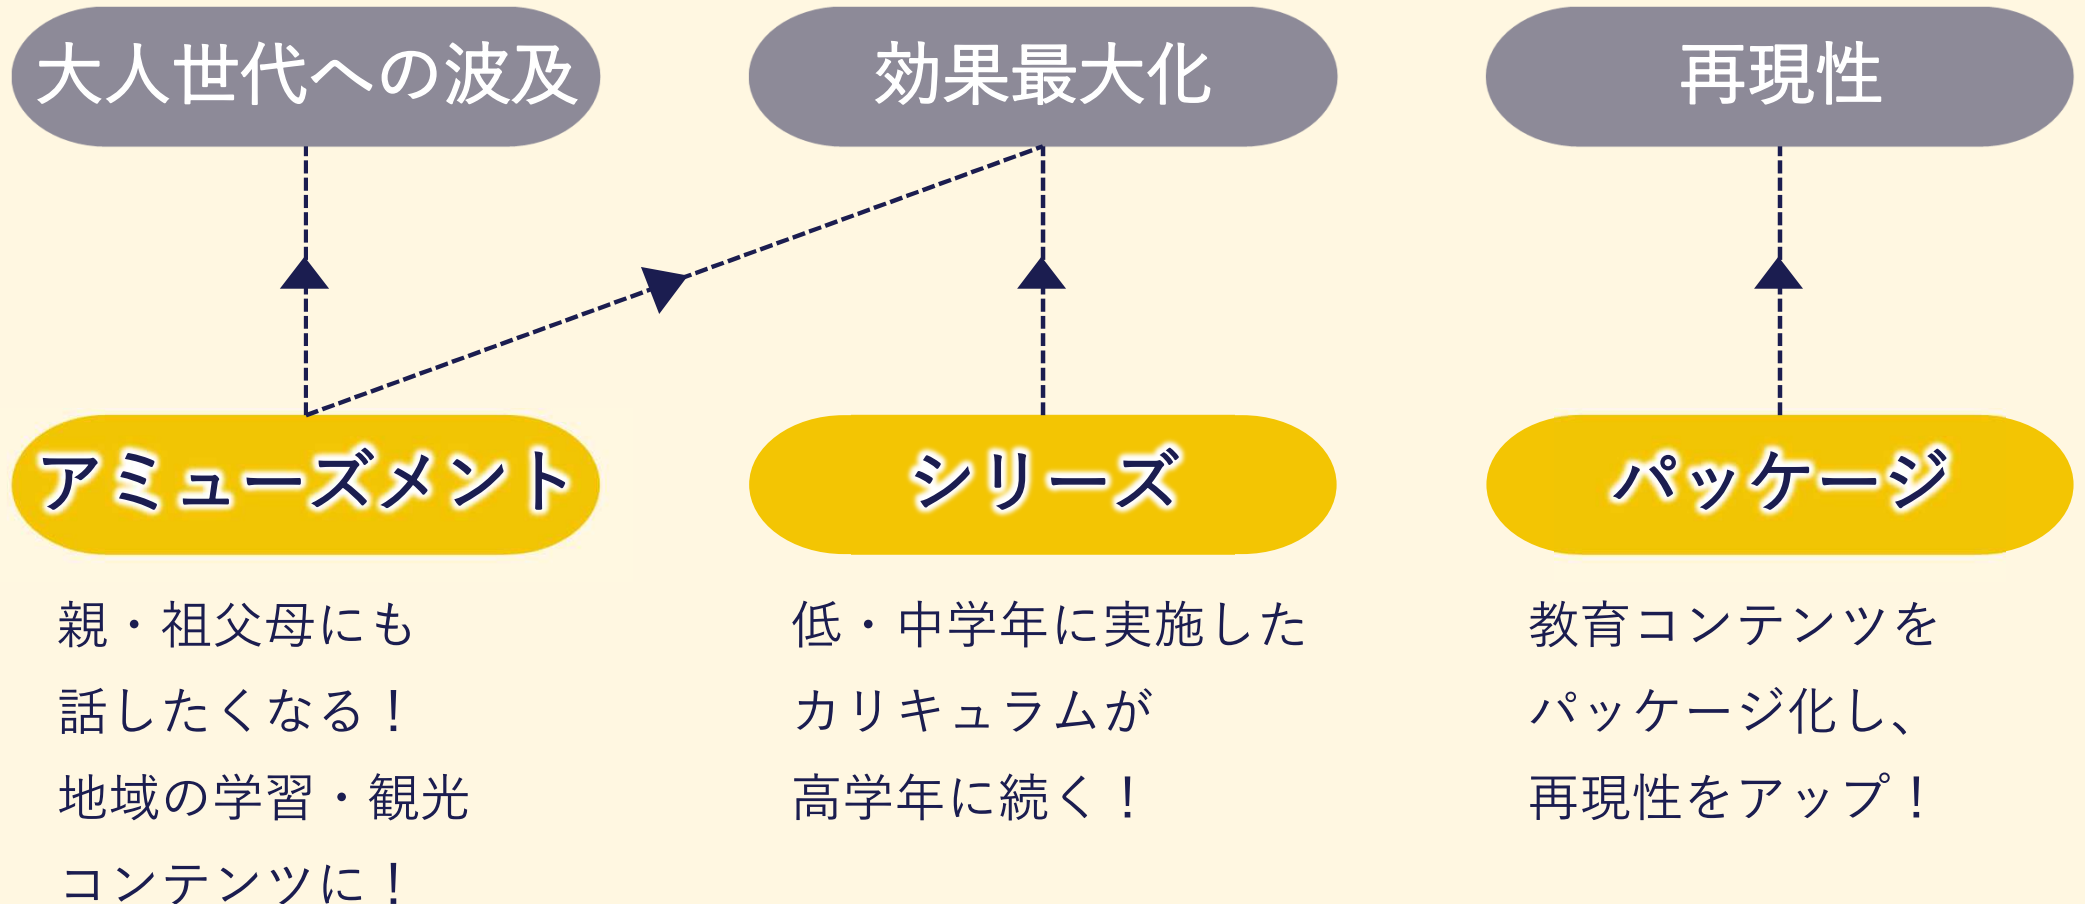 大人世代への波及
効果最大化
再現性
アミューズメント
シリーズ
パッケージ
親・祖父母にも
話したくなる！
地域の学習・観光
コンテンツに！
低・中学年に実施した
カリキュラムが
高学年に続く！
教育コンテンツを
パッケージ化し、
再現性をアップ！